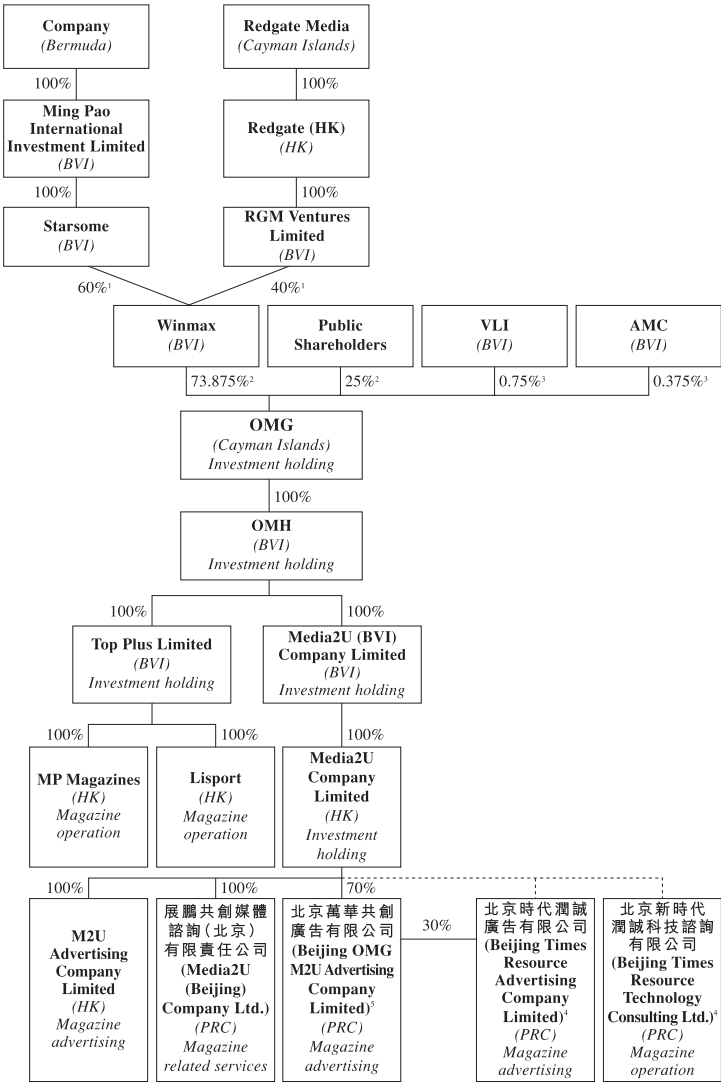 Company
(Bermuda)
Redgate Media
(Cayman Islands)
100%
100%
Ming Pao
International
Investment Limited
(BVI)
Redgate (HK)
(HK)
100%
100%
Starsome
(BVI)
RGM Ventures
Limited
(BVI)
60%¹
40%¹
Winmax
(BVI)
Public
Shareholders
VLI
(BVI)
AMC
(BVI)
73.875%²
25%²
0.75%³
0.375%³
OMG
(Cayman Islands)
Investment holding
100%
OMH
(BVI)
Investment holding
100%
100%
Top Plus Limited
(BVI)
Investment holding
Media2U (BVI)
Company Limited
(BVI)
Investment holding
100%
100%
100%
MP Magazines
(HK)
Magazine
operation
Lisport
(HK)
Magazine
operation
Media2U
Company
Limited
(HK)
Investment
holding
100%
100%
70%
M2U
Advertising
Company
Limited
(HK)
Magazine
advertising
展鵬共創媒體
諮詢（北京）
有限責任公司
(Media2U
(Beijing)
Company Ltd.)
(PRC)
Magazine
related services
北京萬華共創
廣告有限公司
(Beijing OMG
M2U Advertising
Company
Limited)⁵
(PRC)
Magazine
advertising
30%
北京時代潤誠
廣告有限公司
(Beijing Times
Resource
Advertising
Company
Limited)⁴
(PRC)
Magazine
advertising
北京新時代
潤誠科技諮詢
有限公司
(Beijing Times
Resource
Technology
Consulting Ltd.)⁴
(PRC)
Magazine
operation